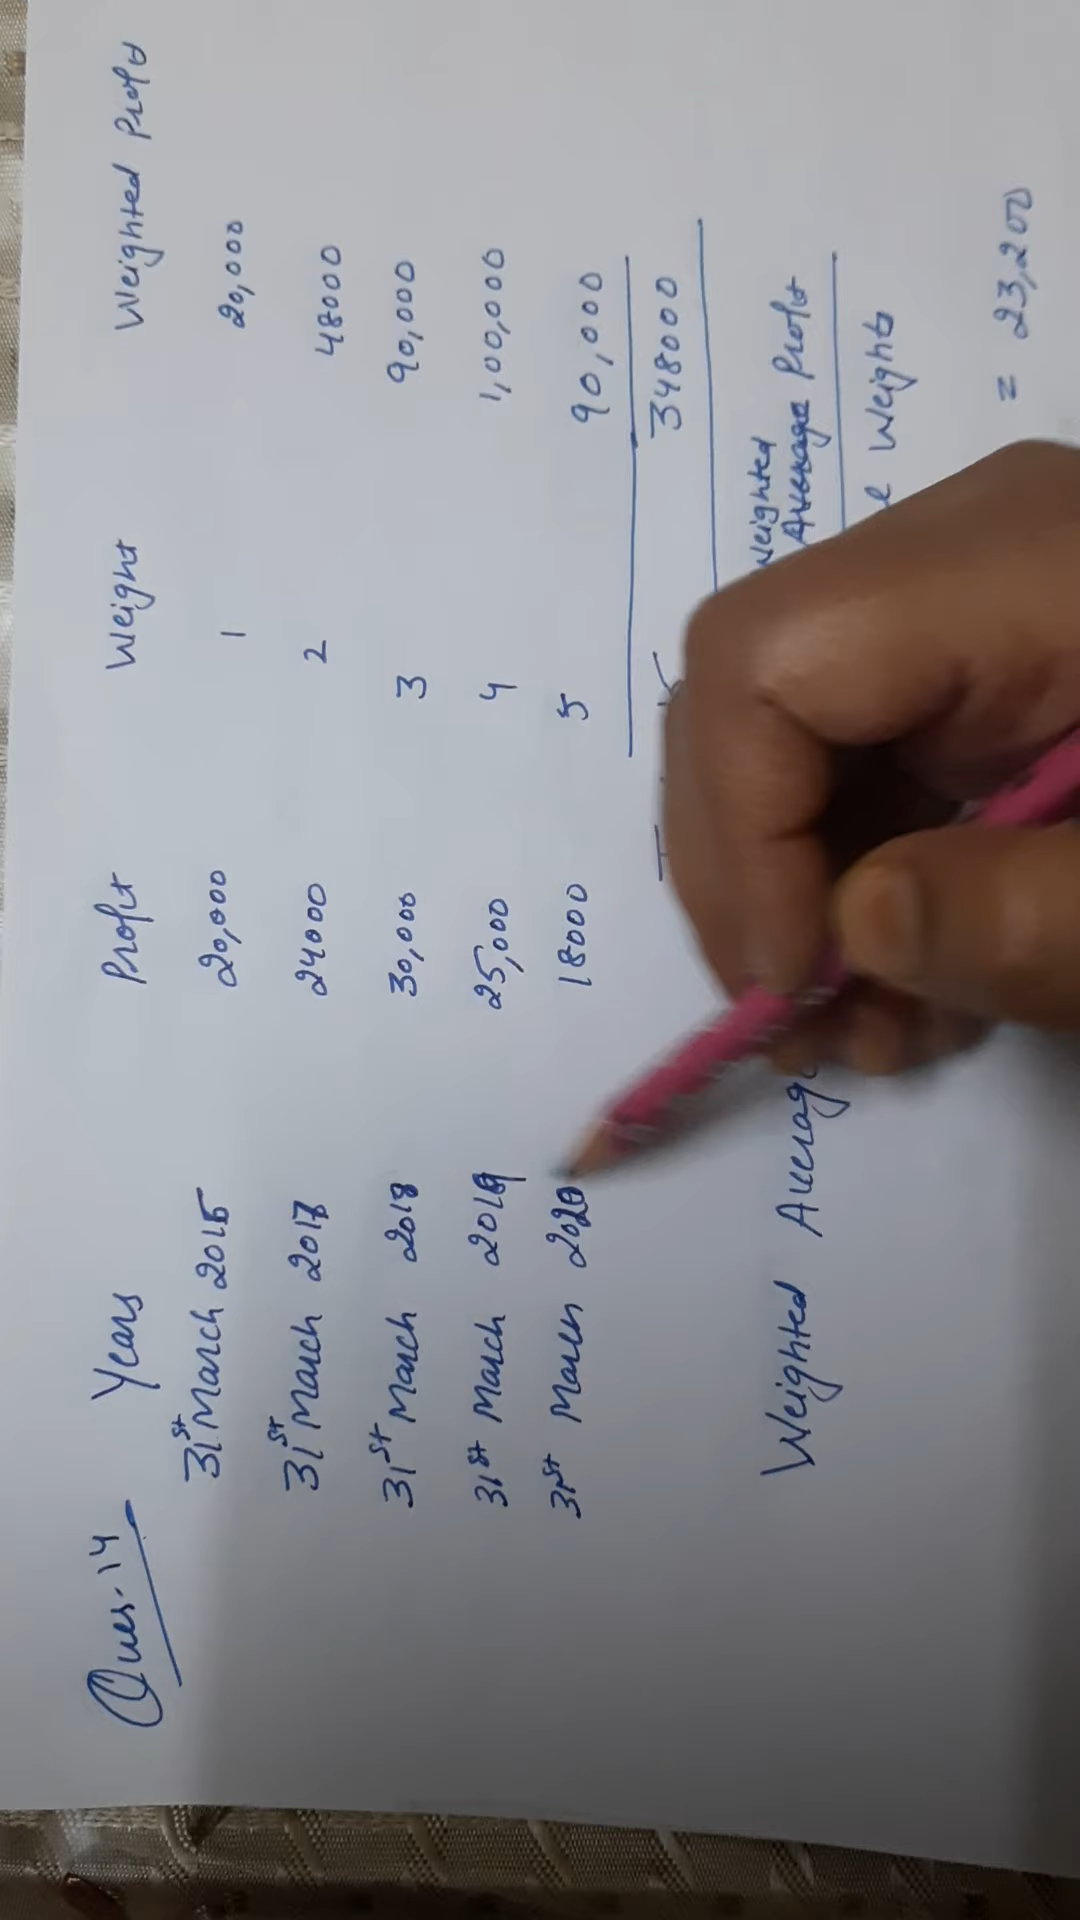 Ques. 14 Years Profit Weight Weighted Profit
31st March 2015 20,000 1 20,000
31st March 2017 24000 2 48000
31st March 2018 30,000 3 90,000
31st March 2019 25,000 4 1,00,000
31st March 2020 18000 5 90,000
348000
Weighted
Weighted Average Profit
Weights
= 23,200